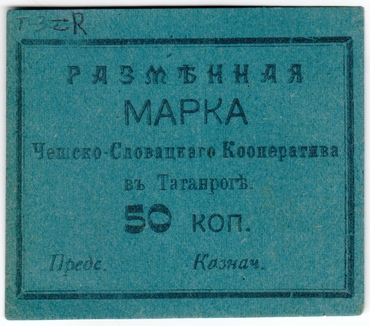 РАЗМѢННАЯ
МАРКА
Чешско-Словацкаго Кооператива
въ Таганрогѣ.
50 КОП.
Предс. Казнач.